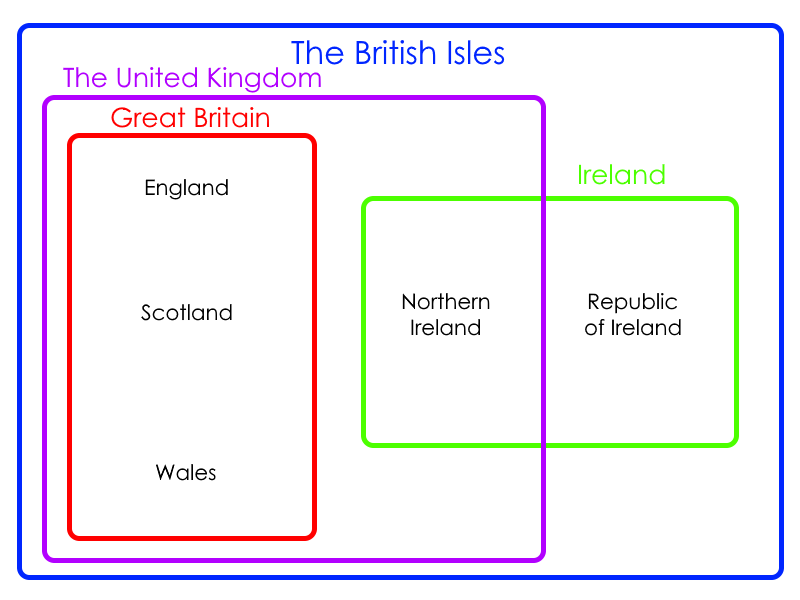 The British Isles
The United Kingdom
Great Britain
England
Scotland
Wales
Ireland
Northern
Ireland
Republic
of Ireland